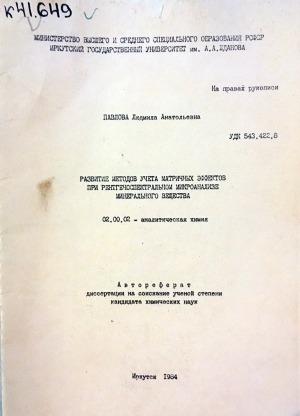 К41.649
МИНИСТЕРСТВО ВЫСШЕГО И СРЕДНЕГО СПЕЦИАЛЬНОГО ОБРАЗОВАНИЯ РСФСР
ИРКУТСКИЙ ГОСУДАРСТВЕННЫЙ УНИВЕРСИТЕТ им. А.А.ЖДАНОВА
На правах рукописи
ПАВЛОВА Людмила Анатольевна
УДК 543.422.8
РАЗВИТИЕ МЕТОДОВ УЧЕТА МАТРИЧНЫХ ЭФФЕКТОВ
ПРИ РЕНТГЕНОСПЕКТРАЛЬНОМ МИКРОАНАЛИЗЕ
МИНЕРАЛЬНОГО ВЕЩЕСТВА
02.00.02 - аналитическая химия
Автореферат
диссертации на соискание ученой степени
кандидата химических наук
Иркутск 1984